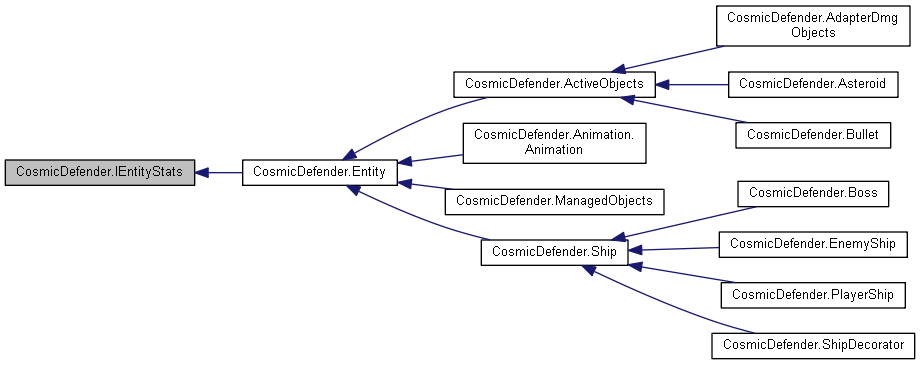 CosmicDefender.IEntityStats
CosmicDefender.Entity
CosmicDefender.ActiveObjects
CosmicDefender.AdapterDmg
Objects
CosmicDefender.Asteroid
CosmicDefender.Bullet
CosmicDefender.Animation.
Animation
CosmicDefender.ManagedObjects
CosmicDefender.Ship
CosmicDefender.Boss
CosmicDefender.EnemyShip
CosmicDefender.PlayerShip
CosmicDefender.ShipDecorator